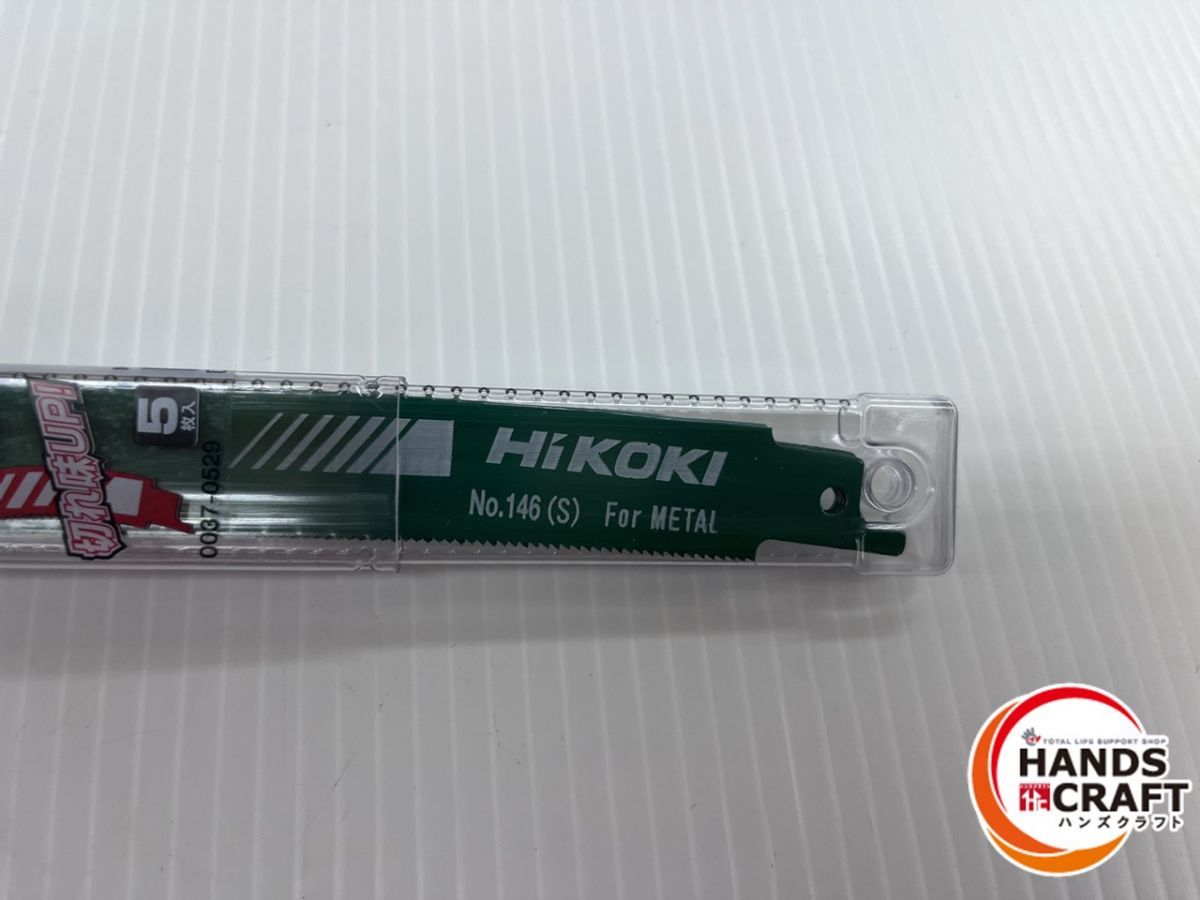 切れ味UP!
5
枚入
0037-0529
HiKOKI
No.146(S) For METAL
TOTAL LIFE SUPPORT SHOP
HANDS
CRAFT
ハンズクラフト